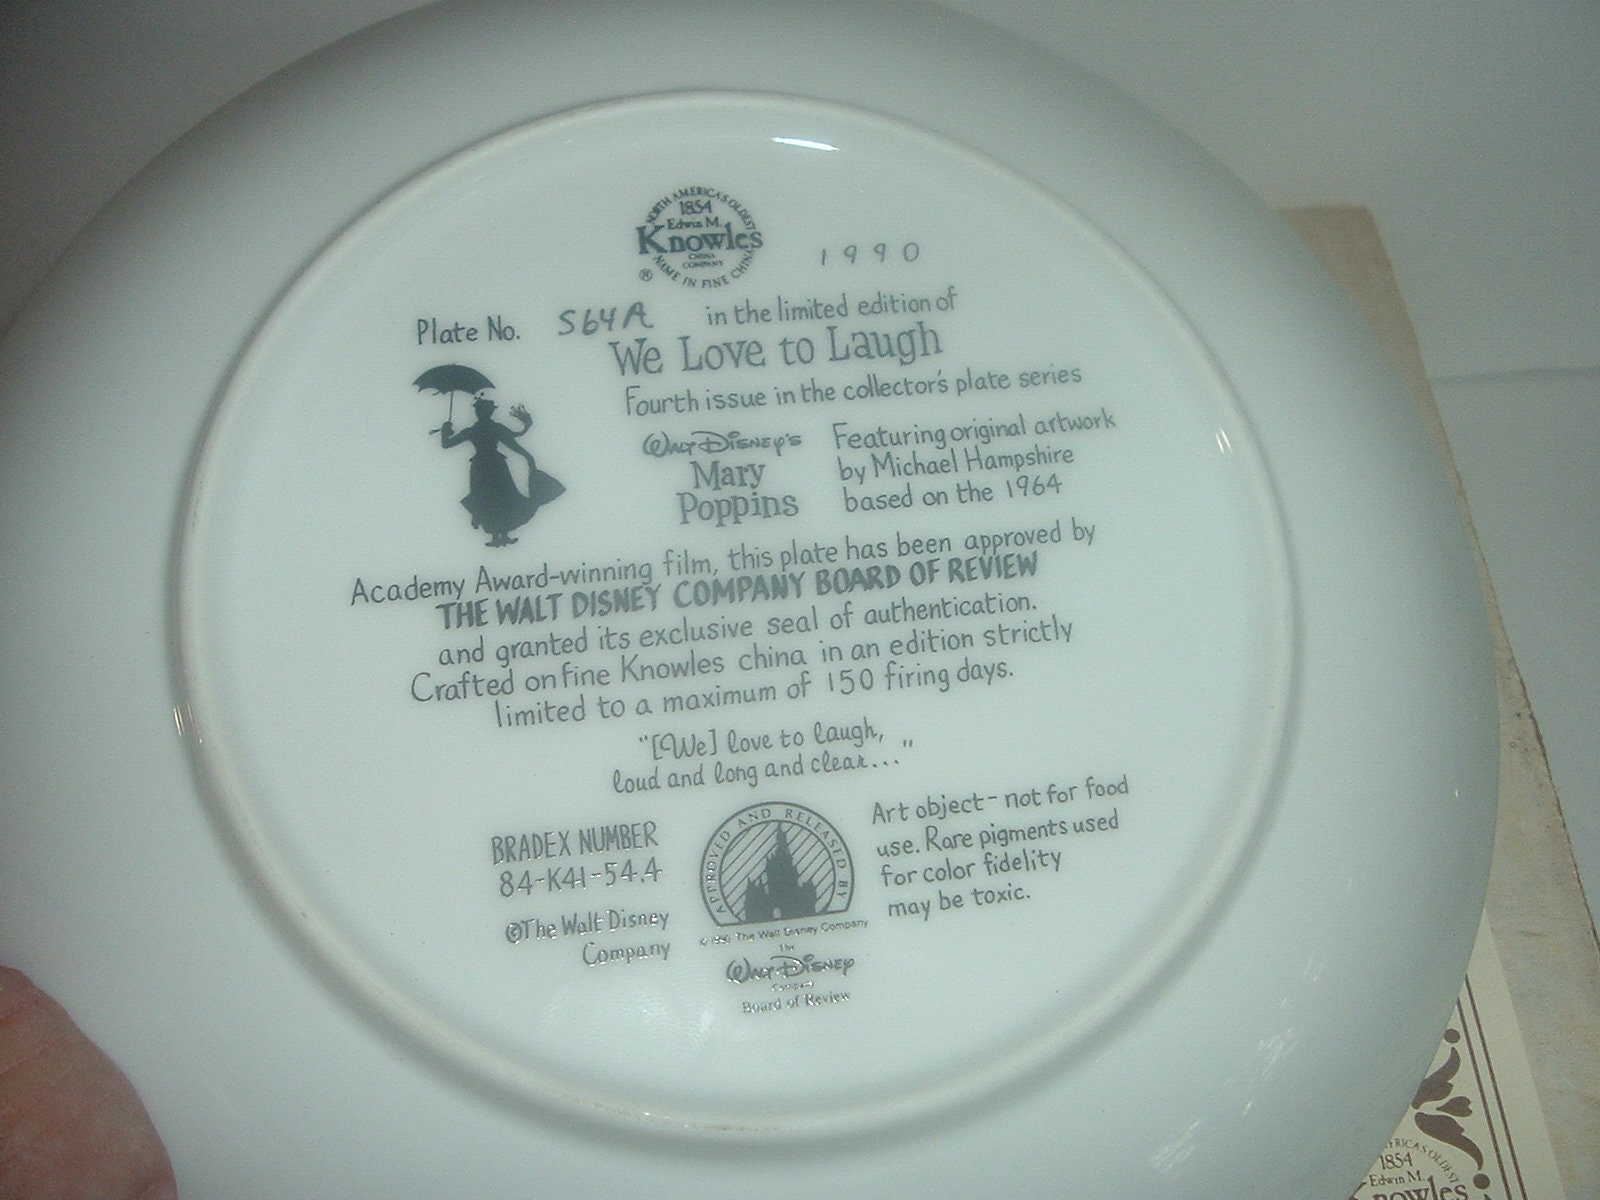 NORTH AMERICA'S OLDEST
1854
Edwin M.
Knowles
CHINA
COMPANY
NAME IN FINE CHINA
®
1990
Plate No. S64A in the limited edition of
We Love to Laugh
Fourth issue in the collector's plate series
Walt Disney's
Mary
Poppins
Featuring original artwork
by Michael Hampshire
based on the 1964
Academy Award-winning film, this plate has been approved by
THE WALT DISNEY COMPANY BOARD OF REVIEW
and granted its exclusive seal of authentication.
Crafted on fine Knowles china in an edition strictly
limited to a maximum of 150 firing days.
"[We] love to laugh,
loud and long and clear..."
BRADEX NUMBER
84-K41-54.4
©The Walt Disney
Company
APPROVED AND RELEASED BY
© 1990 The Walt Disney Company
The
Walt Disney
Company
Board of Review
Art object - not for food
use. Rare pigments used
for color fidelity
may be toxic.
ERICA'S OLDEST
1854
Edwin M.
Knowles